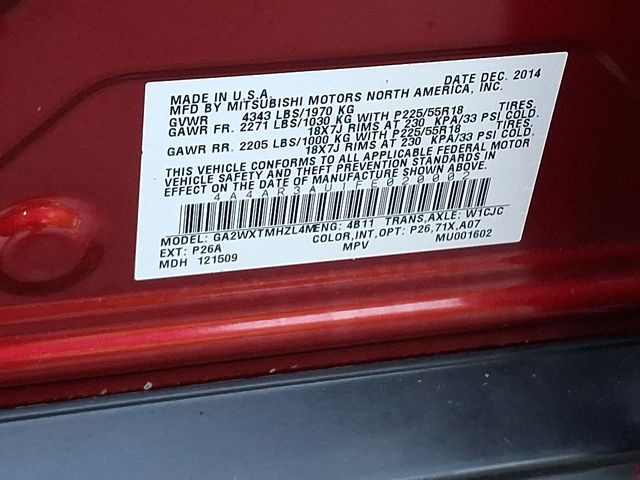 MADE IN U.S.A. DATE DEC. 2014
MFD BY MITSUBISHI MOTORS NORTH AMERICA, INC.
GVWR 4343 LBS/1970 KG
GAWR FR. 2271 LBS/1030 KG WITH P225/55R18 TIRES,
18X7J RIMS AT 230 KPA/33 PSI COLD.
GAWR RR. 2205 LBS/1000 KG WITH P225/55R18 TIRES,
18X7J RIMS AT 230 KPA/33 PSI COLD.
THIS VEHICLE CONFORMS TO ALL APPLICABLE FEDERAL MOTOR
VEHICLE SAFETY AND THEFT PREVENTION STANDARDS IN
EFFECT ON THE DATE OF MANUFACTURE SHOWN ABOVE.
4A4AR3AU1FE020002
MODEL: GA2WXTMHZL4M ENG: 4B11 TRANS,AXLE: W1CJC
EXT: P26A COLOR,INT,OPT: P26,71X,A07
MDH 121509 MPV MU001602